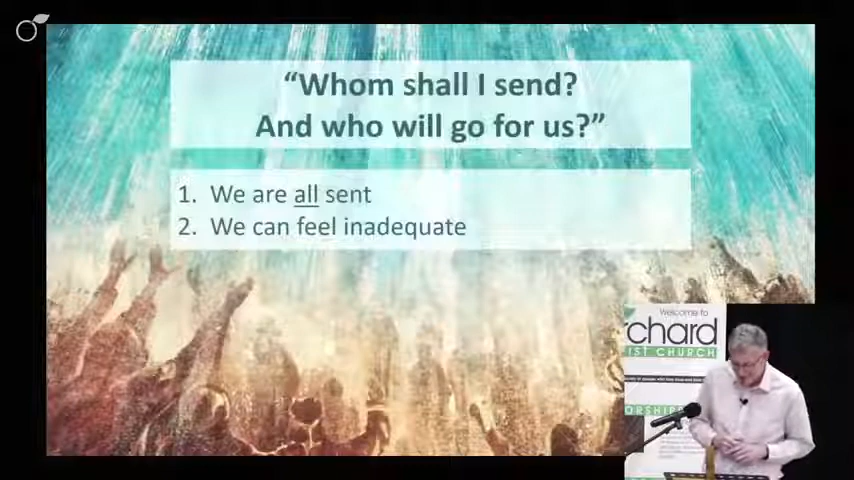 “Whom shall I send?
And who will go for us?”
1. We are all sent
2. We can feel inadequate
Welcome to
rchard
IST CHURCH
ORSHIP